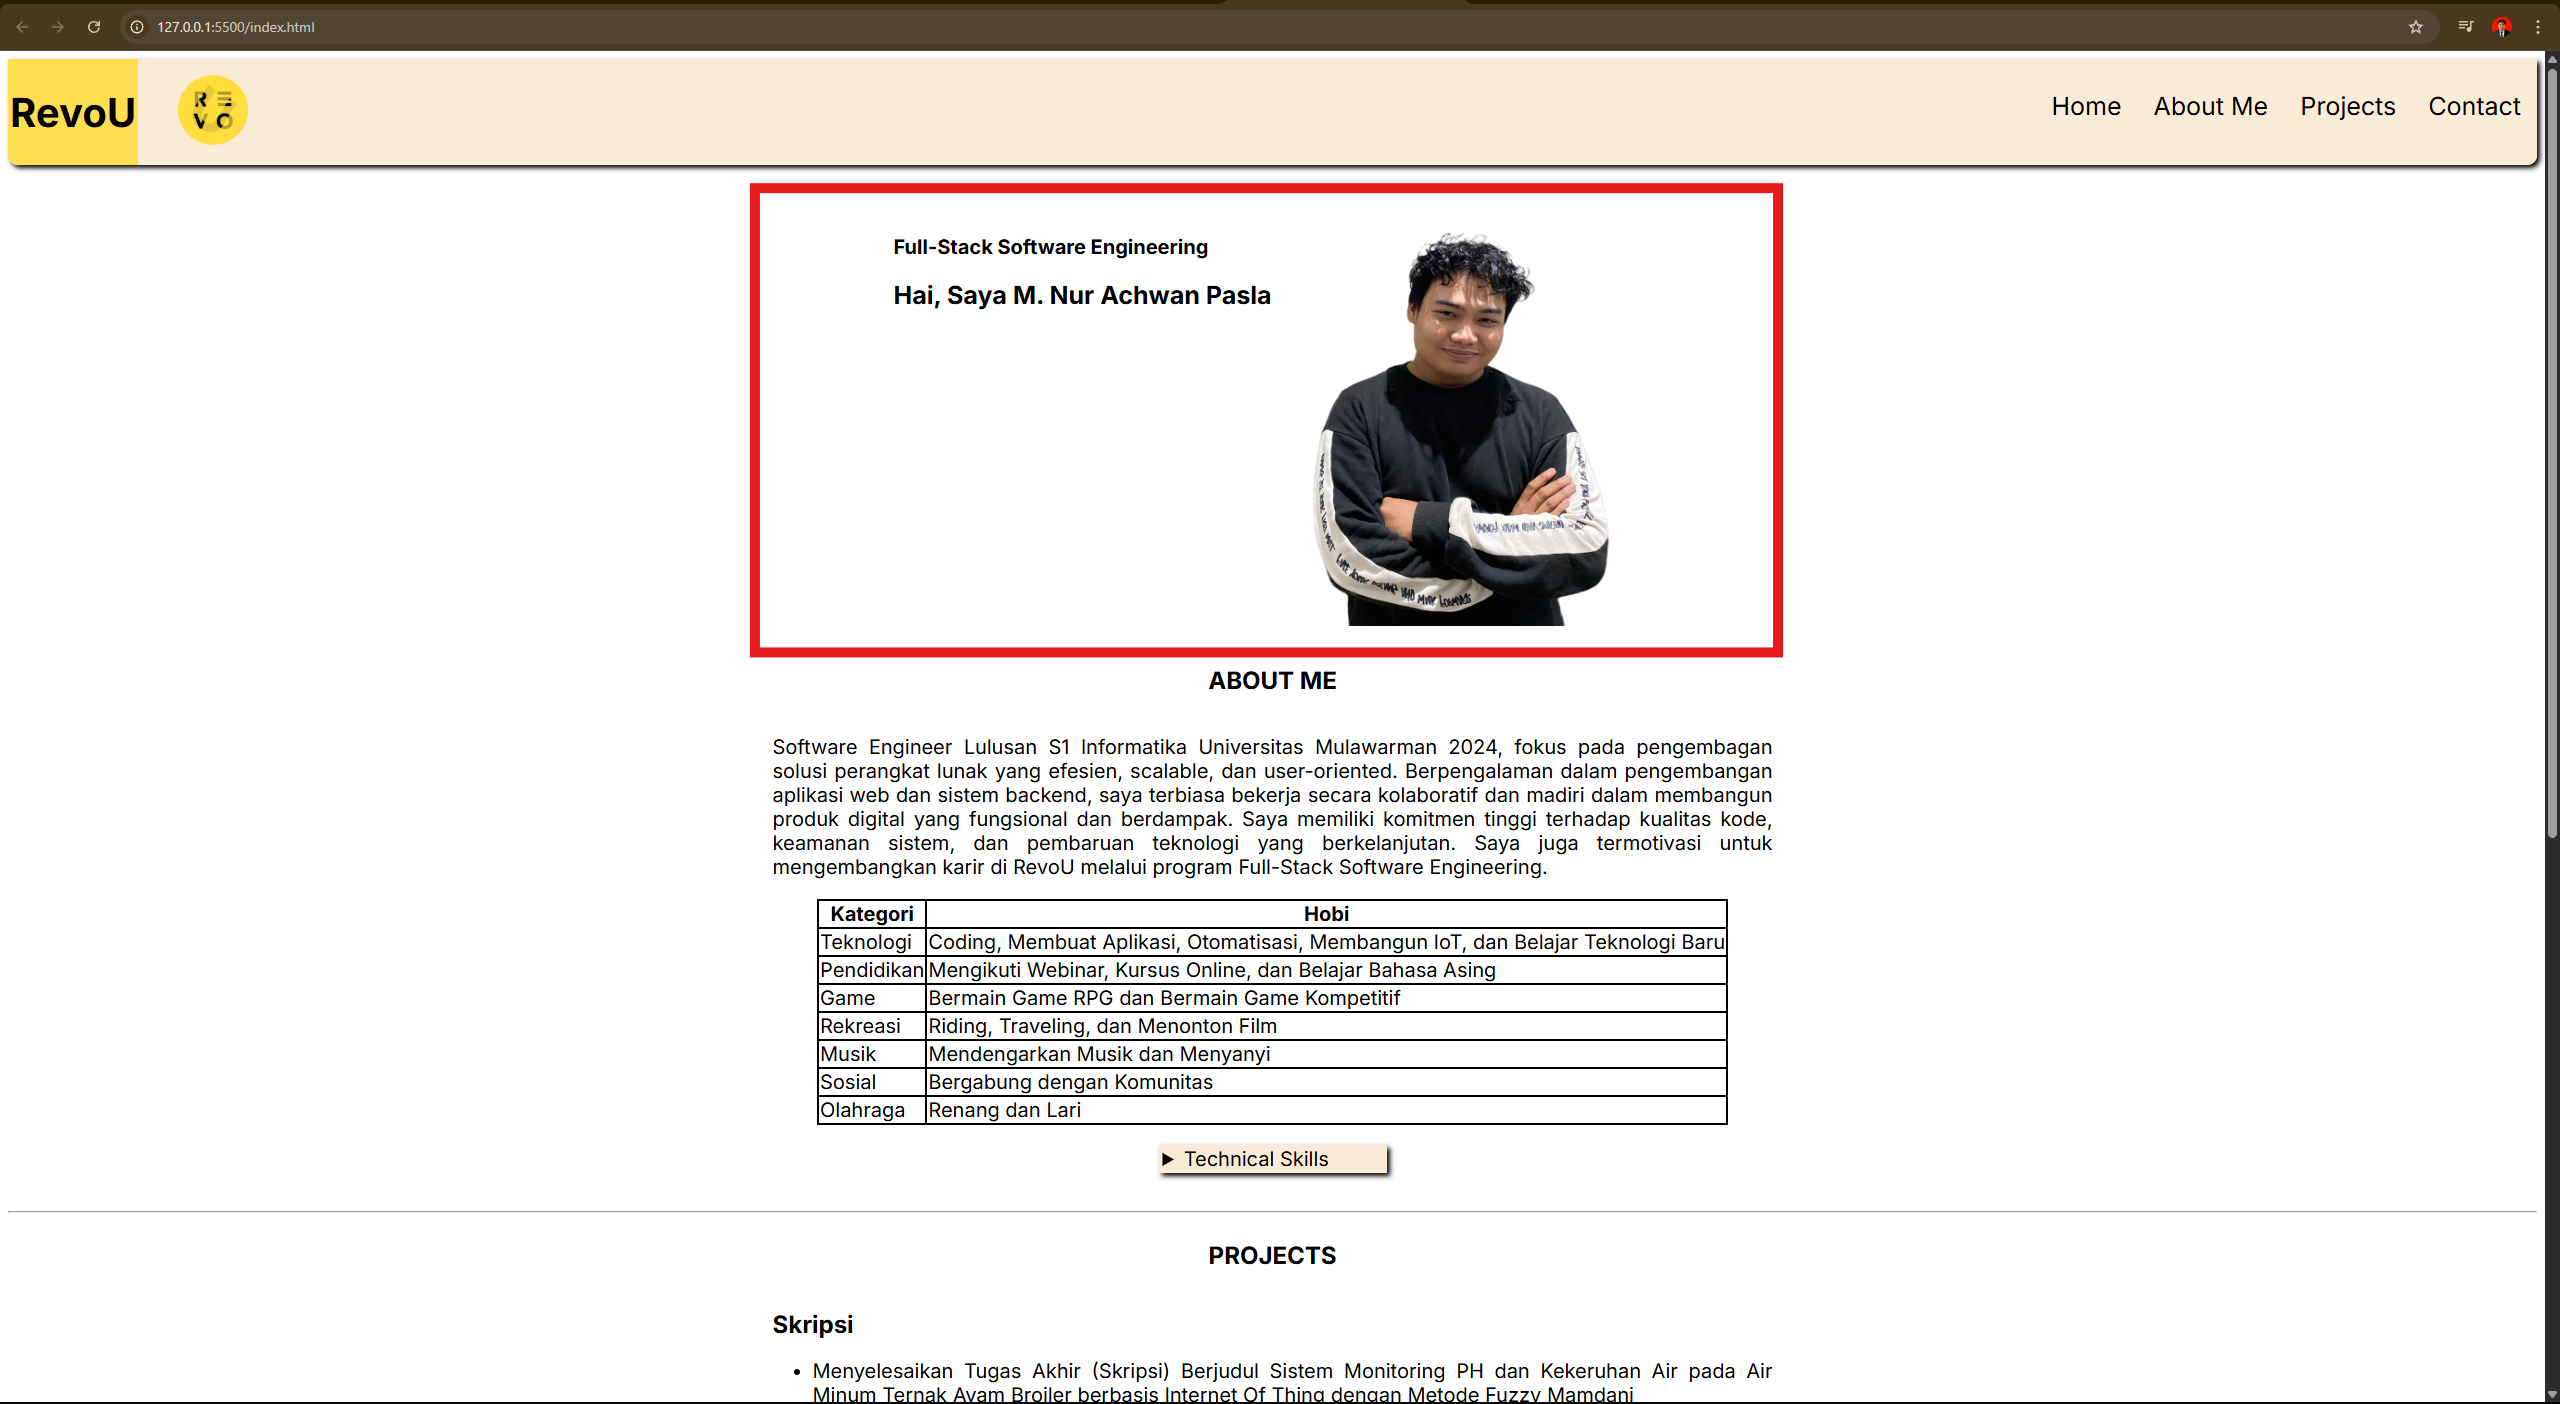 127.0.0.1:5500/index.html
RevoU
R E
V O
Home About Me Projects Contact
Full-Stack Software Engineering
Hai, Saya M. Nur Achwan Pasla
ABOUT ME
Software Engineer Lulusan S1 Informatika Universitas Mulawarman 2024, fokus pada pengembagan
solusi perangkat lunak yang efesien, scalable, dan user-oriented. Berpengalaman dalam pengembangan
aplikasi web dan sistem backend, saya terbiasa bekerja secara kolaboratif dan madiri dalam membangun
produk digital yang fungsional dan berdampak. Saya memiliki komitmen tinggi terhadap kualitas kode,
keamanan sistem, dan pembaruan teknologi yang berkelanjutan. Saya juga termotivasi untuk
mengembangkan karir di RevoU melalui program Full-Stack Software Engineering.
Kategori Hobi
Teknologi Coding, Membuat Aplikasi, Otomatisasi, Membangun IoT, dan Belajar Teknologi Baru
Pendidikan Mengikuti Webinar, Kursus Online, dan Belajar Bahasa Asing
Game Bermain Game RPG dan Bermain Game Kompetitif
Rekreasi Riding, Traveling, dan Menonton Film
Musik Mendengarkan Musik dan Menyanyi
Sosial Bergabung dengan Komunitas
Olahraga Renang dan Lari
Technical Skills
PROJECTS
Skripsi
• Menyelesaikan Tugas Akhir (Skripsi) Berjudul Sistem Monitoring PH dan Kekeruhan Air pada Air
Minum Ternak Ayam Broiler berbasis Internet Of Thing dengan Metode Fuzzy Mamdani